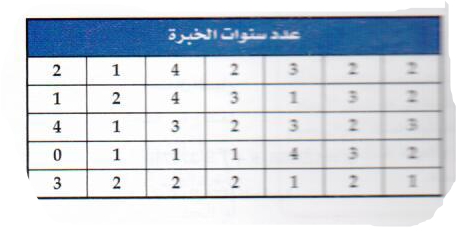 عدد سنوات الخبرة
2 1 4 2 3 2 2
1 2 4 3 1 3 2
4 1 3 2 3 2 3
0 1 1 1 4 3 2
3 2 2 2 1 2 1